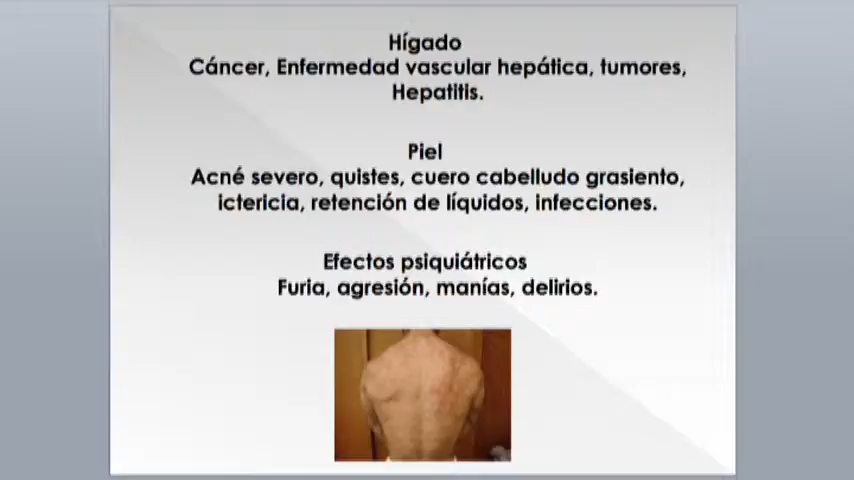 Hígado
Cáncer, Enfermedad vascular hepática, tumores,
Hepatitis.
Piel
Acné severo, quistes, cuero cabelludo grasiento,
ictericia, retención de líquidos, infecciones.
Efectos psiquiátricos
Furia, agresión, manías, delirios.